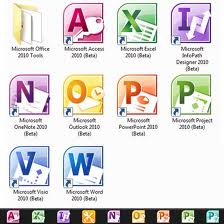 A X I
Microsoft Office 2010 Tools
Microsoft Access 2010 (Beta)
Microsoft Excel 2010 (Beta)
Microsoft InfoPath Designer 2010 (Beta)
N O P P
Microsoft OneNote 2010 (Beta)
Microsoft Outlook 2010 (Beta)
Microsoft PowerPoint 2010 (Beta)
Microsoft Project 2010 (Beta)
V W
Microsoft Visio 2010 (Beta)
Microsoft Word 2010 (Beta)